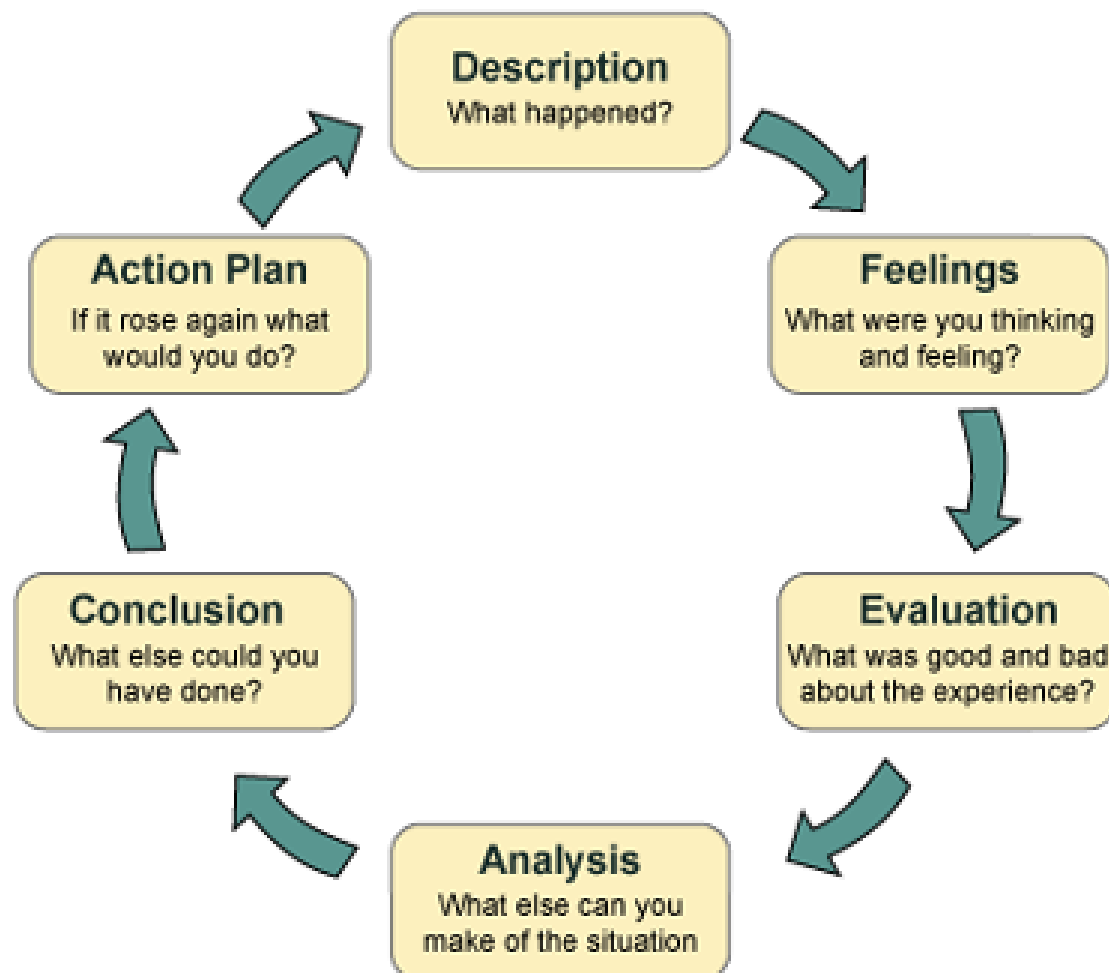 Description
What happened?
Feelings
What were you thinking
and feeling?
Evaluation
What was good and bad
about the experience?
Analysis
What else can you
make of the situation
Conclusion
What else could you
have done?
Action Plan
If it rose again what
would you do?